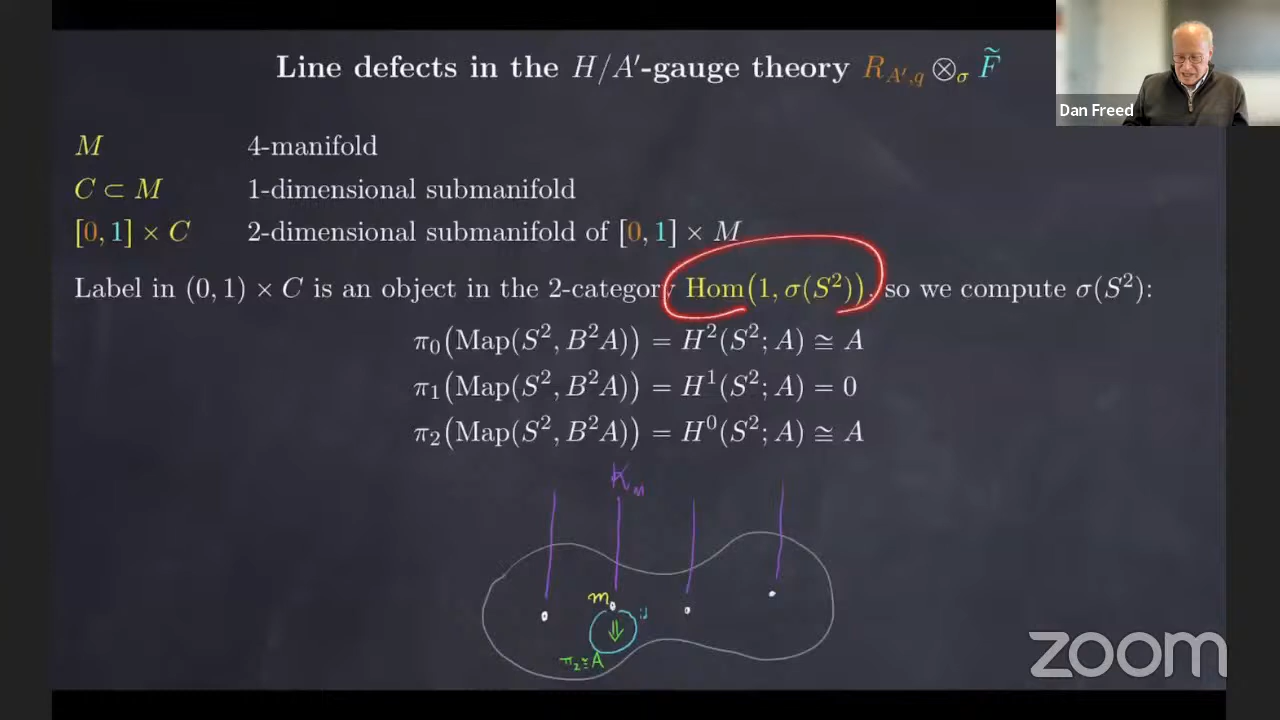 Line defects in the H/A′-gauge theory R_{A′,q} ⊗_σ F̃
Dan Freed
M 4-manifold
C ⊂ M 1-dimensional submanifold
[0, 1] × C 2-dimensional submanifold of [0, 1] × M
Label in (0, 1) × C is an object in the 2-category Hom(1, σ(S²)), so we compute σ(S²):
π₀(Map(S², B²A)) = H²(S²; A) ≅ A
π₁(Map(S², B²A)) = H¹(S²; A) = 0
π₂(Map(S², B²A)) = H⁰(S²; A) ≅ A
K_m
m
id
⇓
π₂ ≅ A
zoom